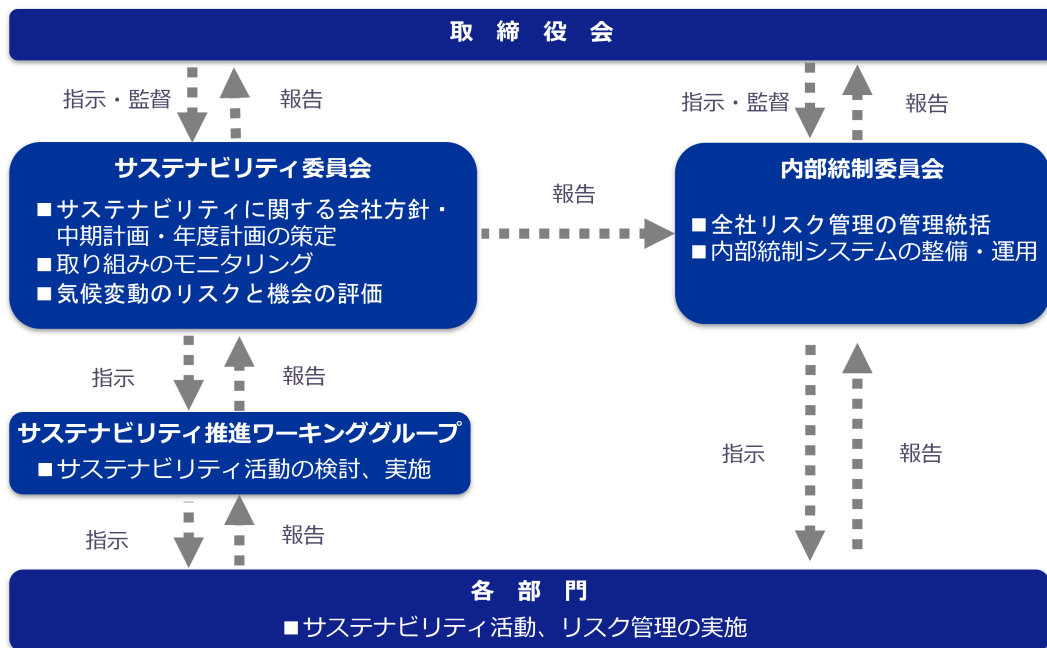 取 締 役 会
指示・監督
報告
指示・監督
報告
サステナビリティ委員会
■サステナビリティに関する会社方針・
中期計画・年度計画の策定
■取り組みのモニタリング
■気候変動のリスクと機会の評価
報告
内部統制委員会
■全社リスク管理の管理統括
■内部統制システムの整備・運用
指示
報告
サステナビリティ推進ワーキンググループ
■サステナビリティ活動の検討、実施
指示
報告
指示
報告
各 部 門
■サステナビリティ活動、リスク管理の実施